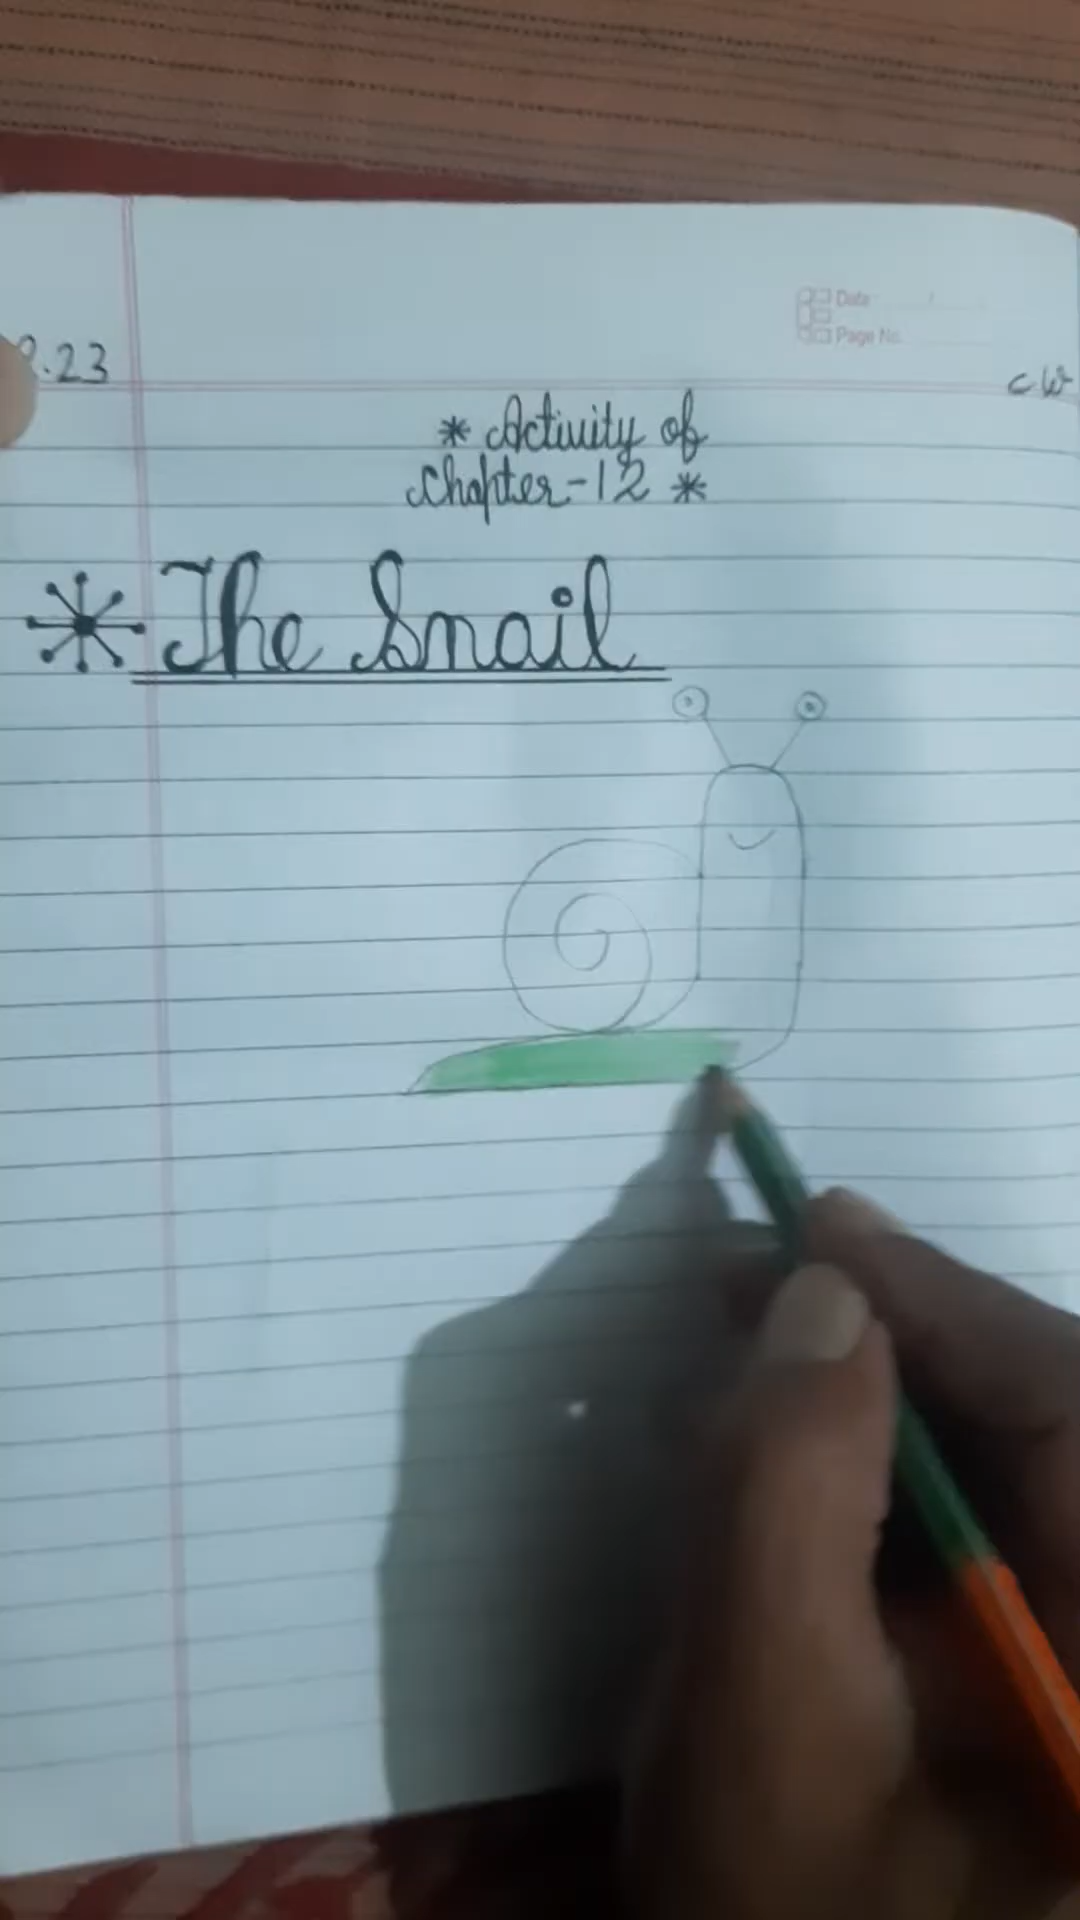 Date
Page No.
.23
CW
* Activity of
Chapter-12 *
The Snail